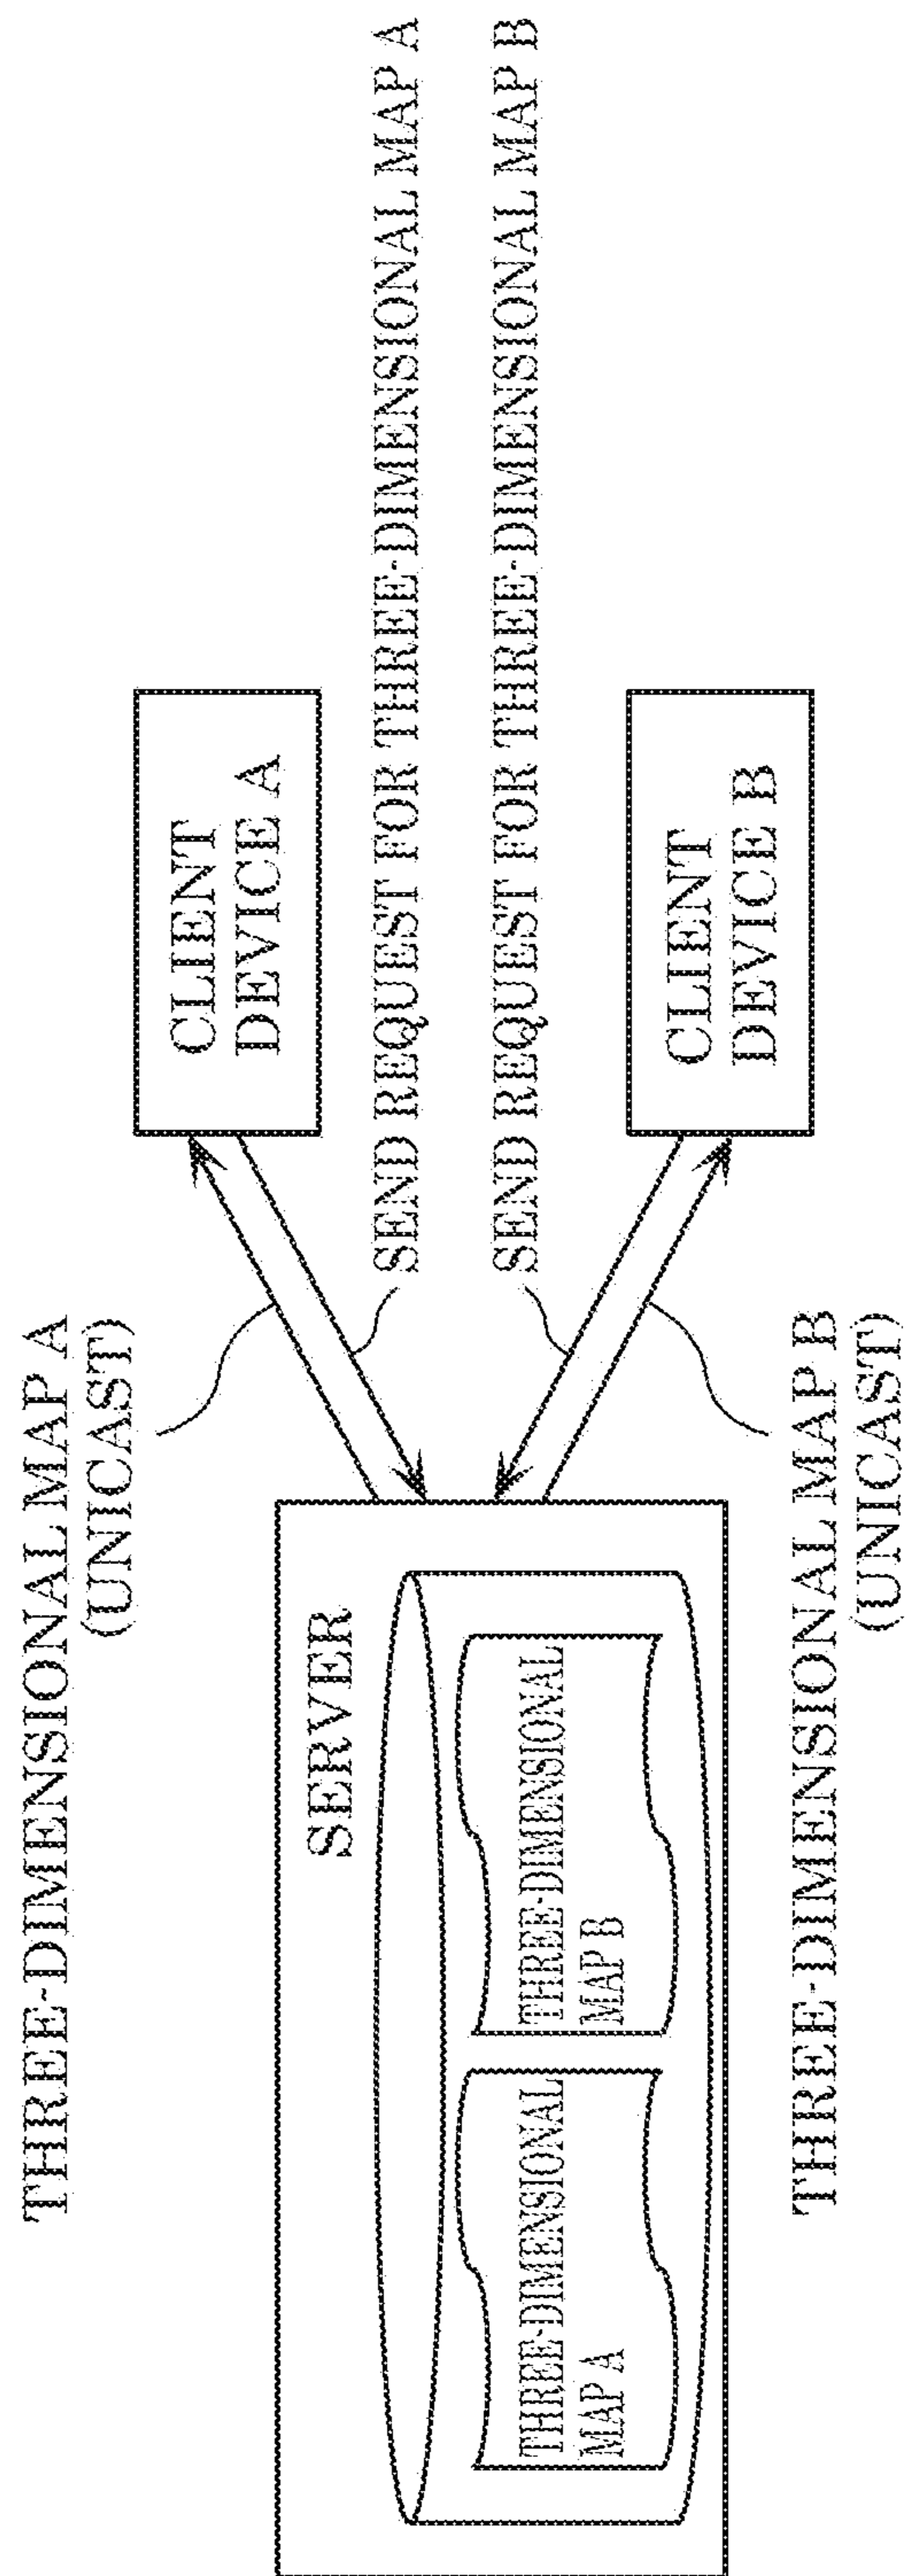 THREE-DIMENSIONAL MAP A
(UNICAST)
CLIENT
DEVICE A
SERVER
SEND REQUEST FOR THREE-DIMENSIONAL MAP A
SEND REQUEST FOR THREE-DIMENSIONAL MAP B
THREE-DIMENSIONAL
MAP A
THREE-DIMENSIONAL
MAP B
CLIENT
DEVICE B
THREE-DIMENSIONAL MAP B
(UNICAST)